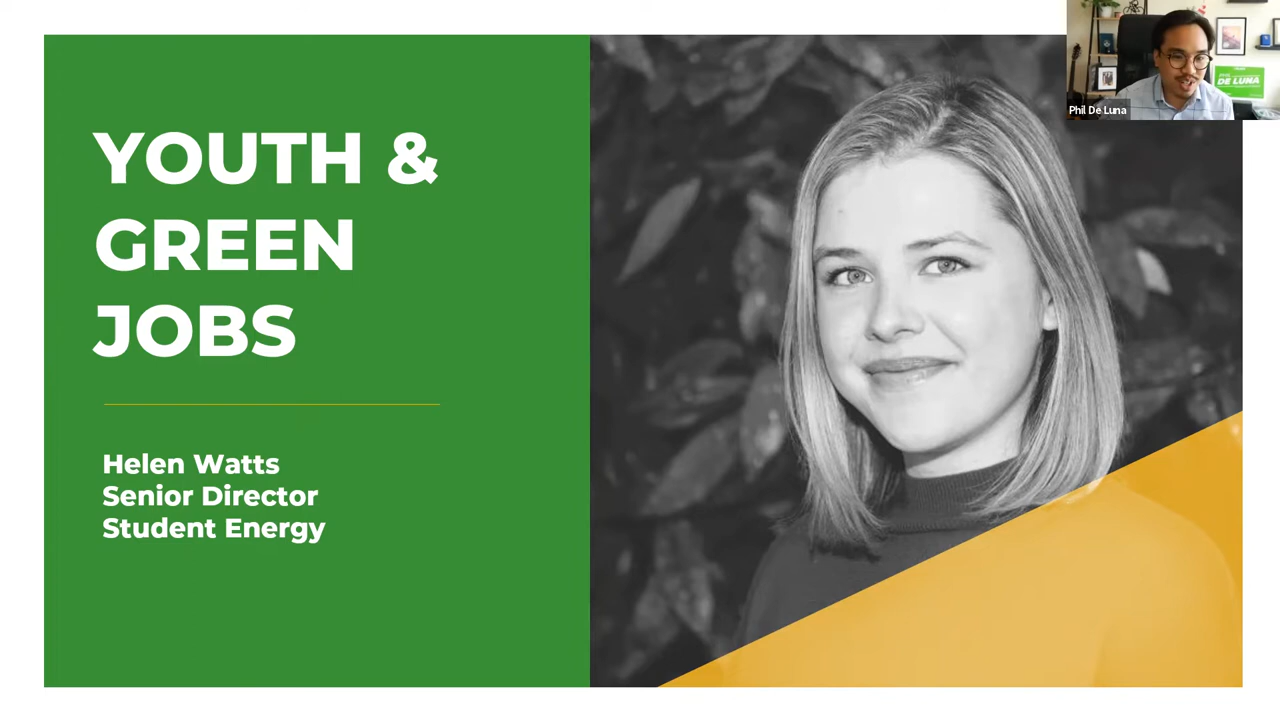 YOUTH &
GREEN
JOBS
Helen Watts
Senior Director
Student Energy
Phil De Luna
DE LUNA